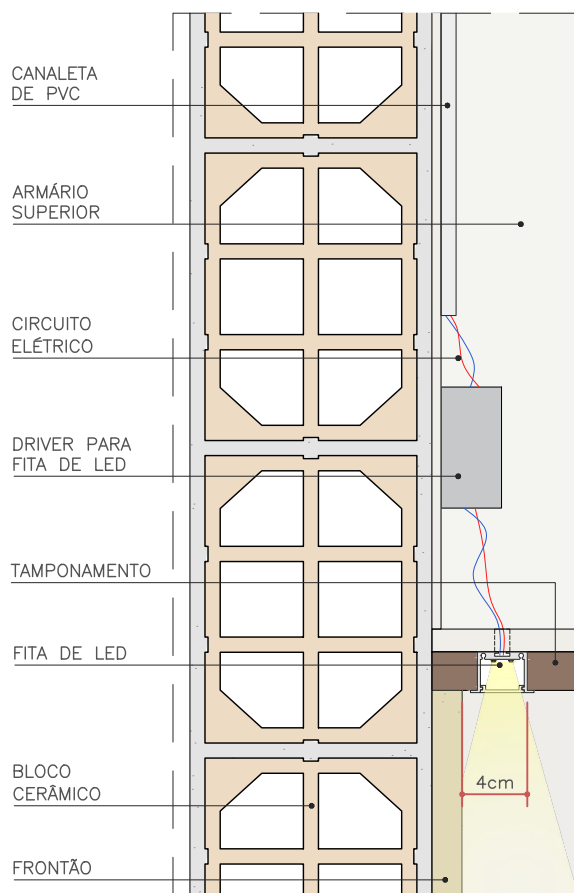 CANALETA
DE PVC
ARMÁRIO
SUPERIOR
CIRCUITO
ELÉTRICO
DRIVER PARA
FITA DE LED
TAMPONAMENTO
FITA DE LED
4cm
BLOCO
CERÂMICO
FRONTÃO